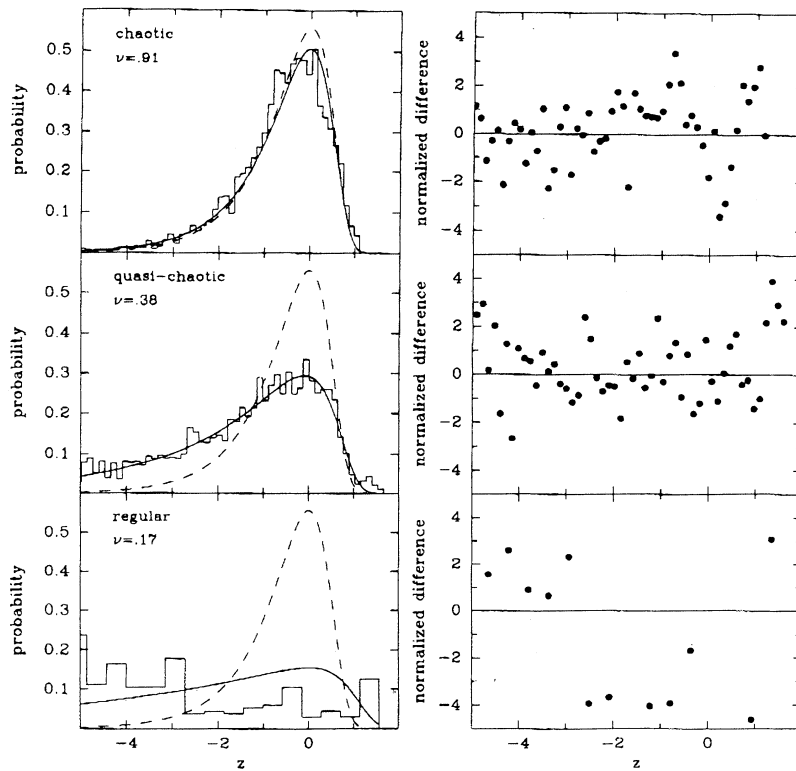 chaotic
ν=.91
probability
0.5
0.4
0.3
0.2
0.1
normalized difference
4
2
0
−2
−4
quasi−chaotic
ν=.38
probability
0.5
0.4
0.3
0.2
0.1
normalized difference
4
2
0
−2
−4
regular
ν=.17
probability
0.5
0.4
0.3
0.2
0.1
−4 −2 0
z
normalized difference
4
2
0
−2
−4
−4 −2 0
z